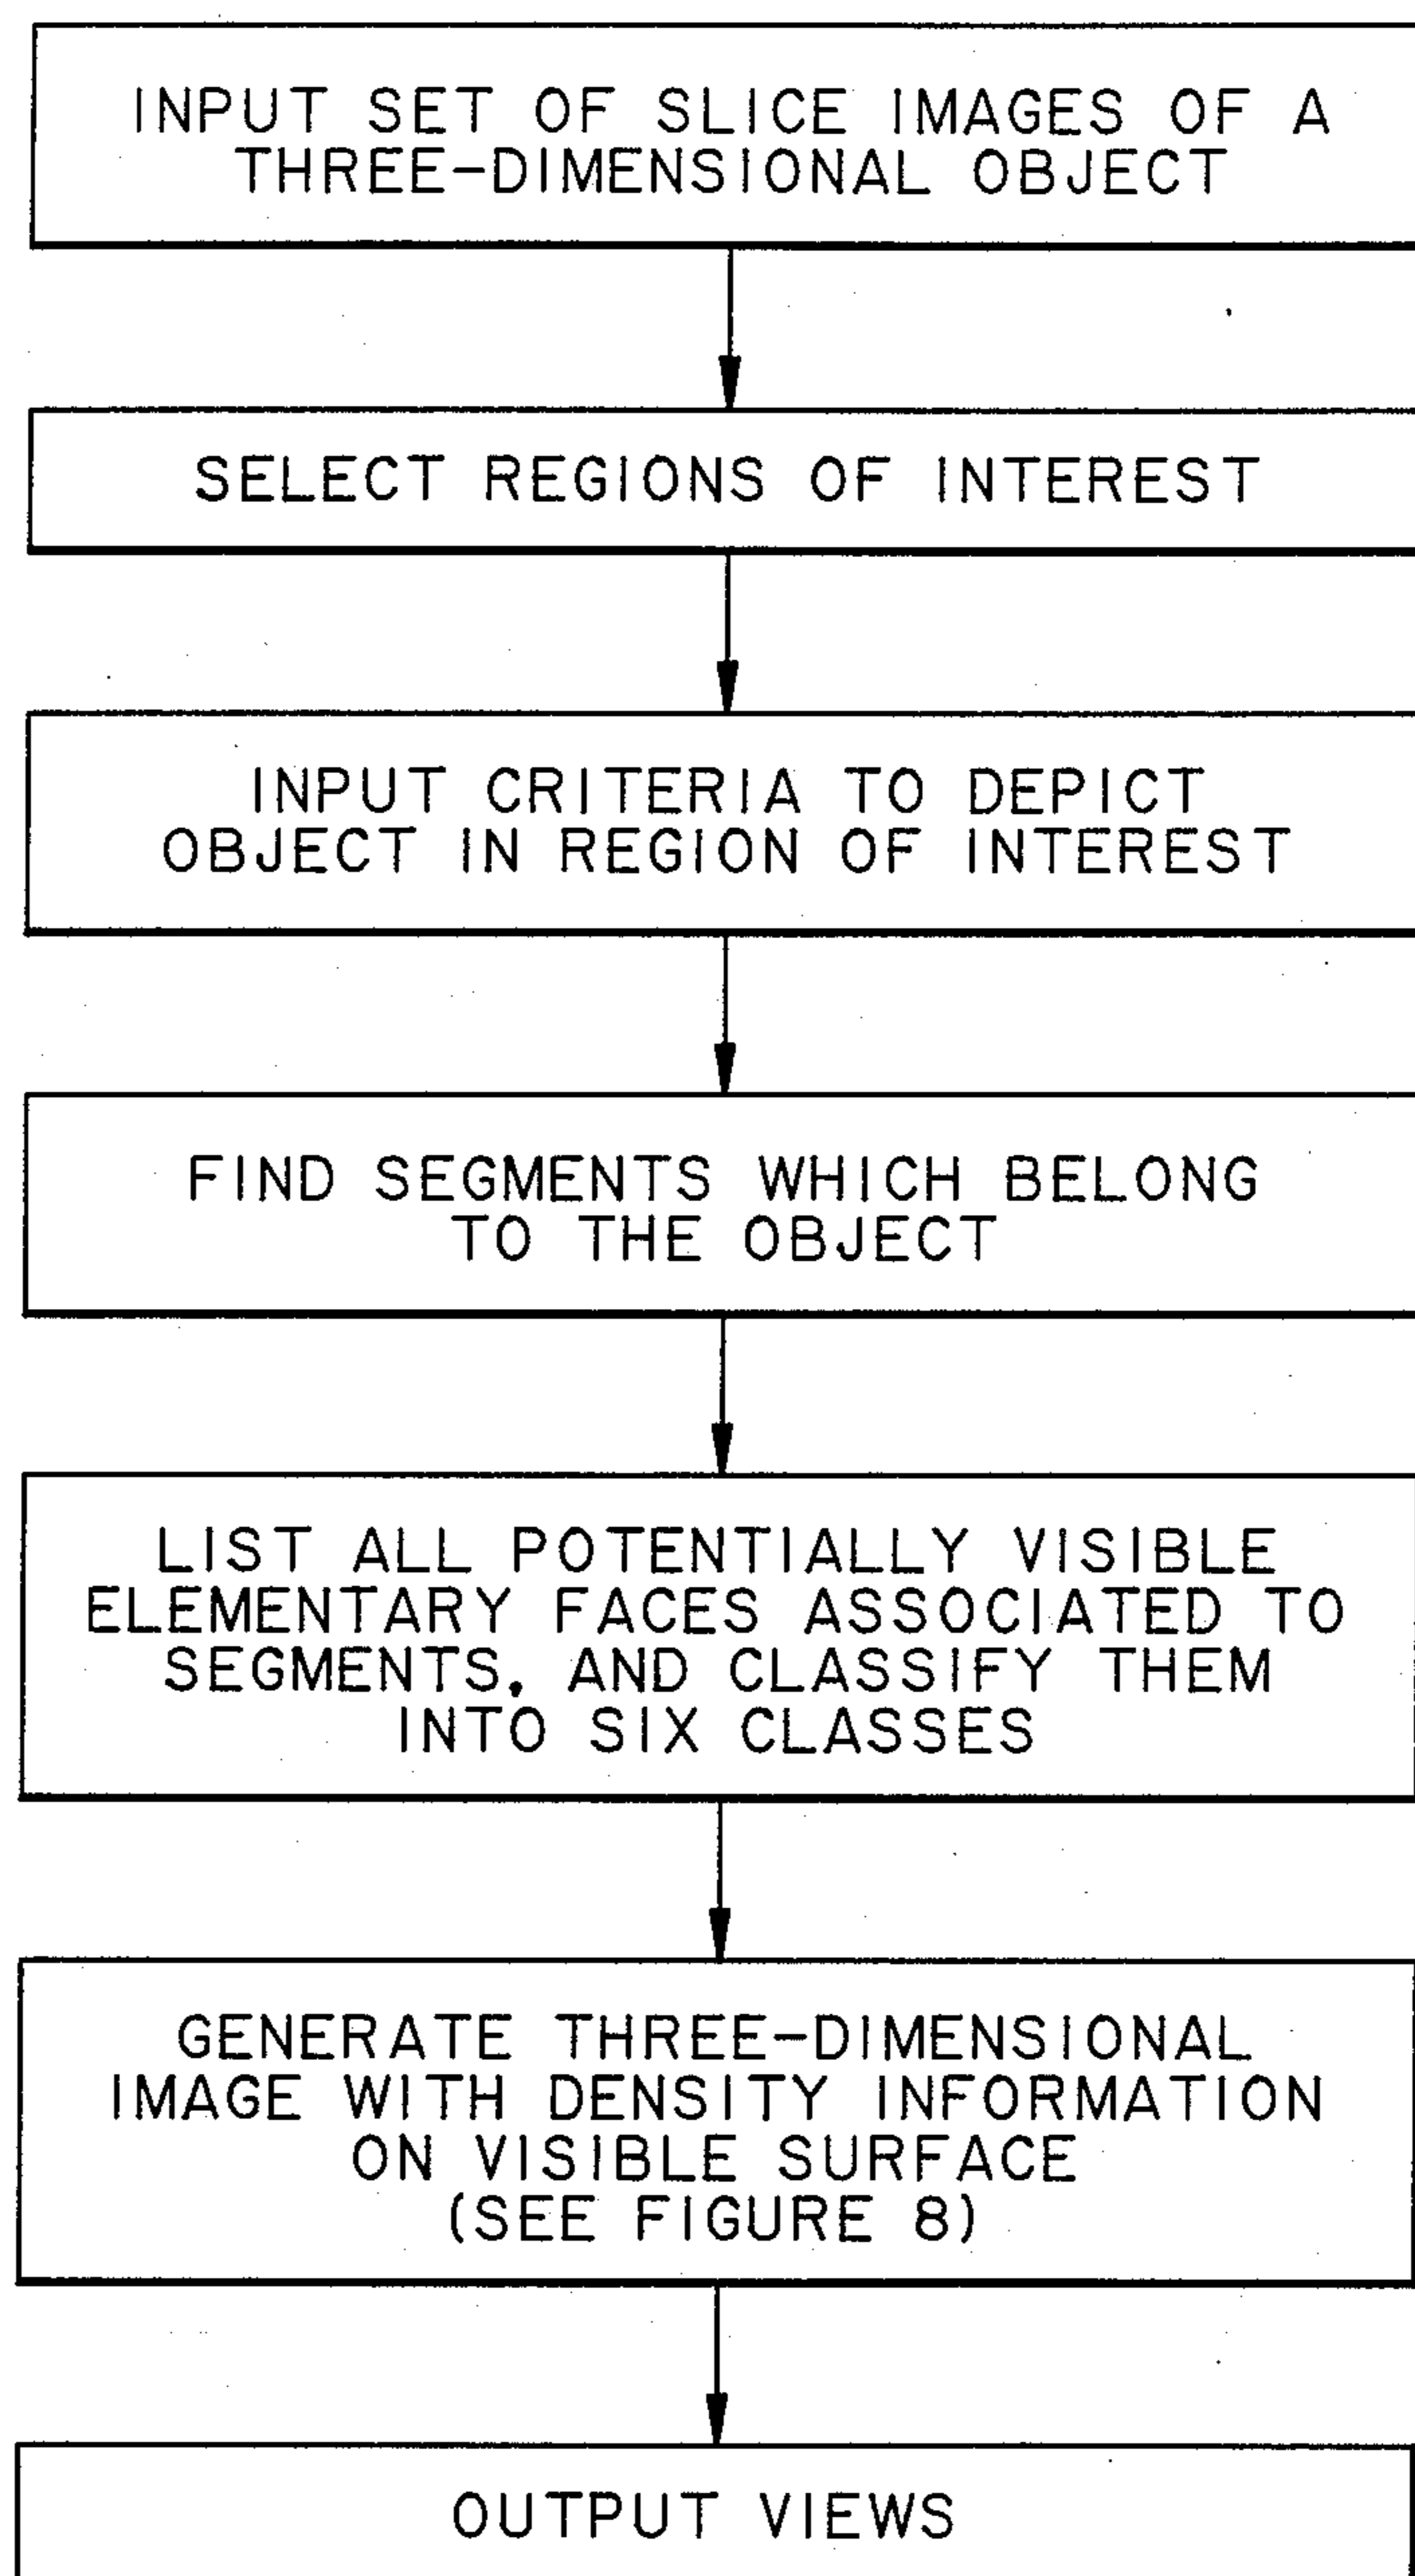 INPUT SET OF SLICE IMAGES OF A
THREE-DIMENSIONAL OBJECT
SELECT REGIONS OF INTEREST
INPUT CRITERIA TO DEPICT
OBJECT IN REGION OF INTEREST
FIND SEGMENTS WHICH BELONG
TO THE OBJECT
LIST ALL POTENTIALLY VISIBLE
ELEMENTARY FACES ASSOCIATED TO
SEGMENTS, AND CLASSIFY THEM
INTO SIX CLASSES
GENERATE THREE-DIMENSIONAL
IMAGE WITH DENSITY INFORMATION
ON VISIBLE SURFACE
(SEE FIGURE 8)
OUTPUT VIEWS